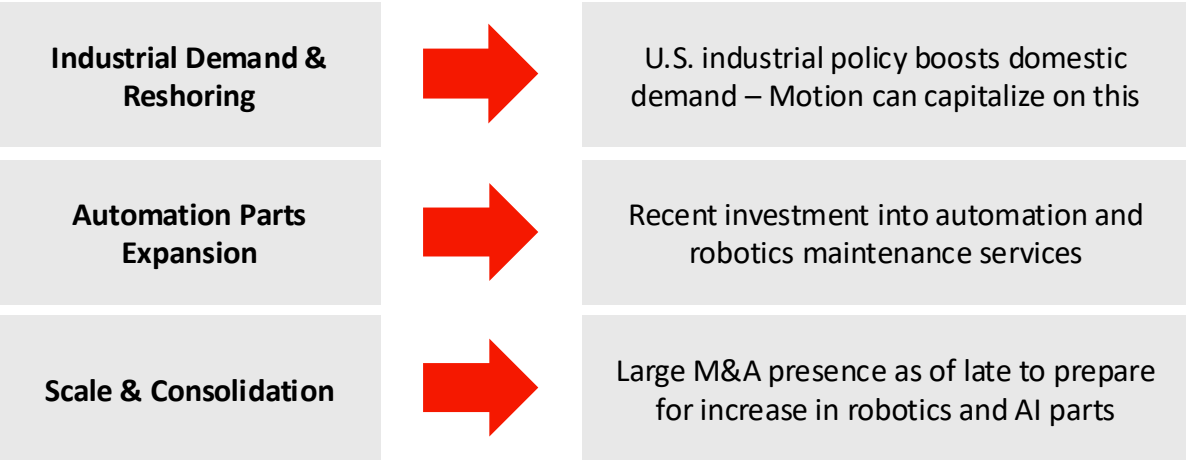 Industrial Demand &
Reshoring
U.S. industrial policy boosts domestic
demand – Motion can capitalize on this
Automation Parts
Expansion
Recent investment into automation and
robotics maintenance services
Scale & Consolidation
Large M&A presence as of late to prepare
for increase in robotics and AI parts